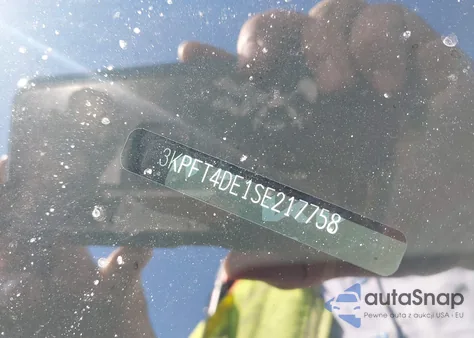 3KPFT4DE1SE217758
autaSnap
Pewne auta z aukcji USA i EU